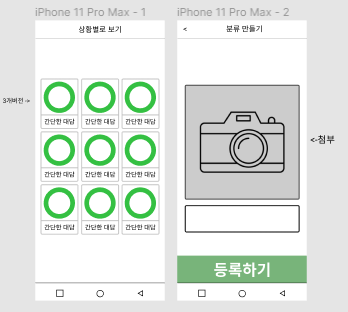 iPhone 11 Pro Max - 1
iPhone 11 Pro Max - 2
상황별로 보기
< 분류 만들기
3개버전 ->
간단한 대답 간단한 대답 간단한 대답
간단한 대답 간단한 대답 간단한 대답
간단한 대답 간단한 대답 간단한 대답
<-첨부
등록하기